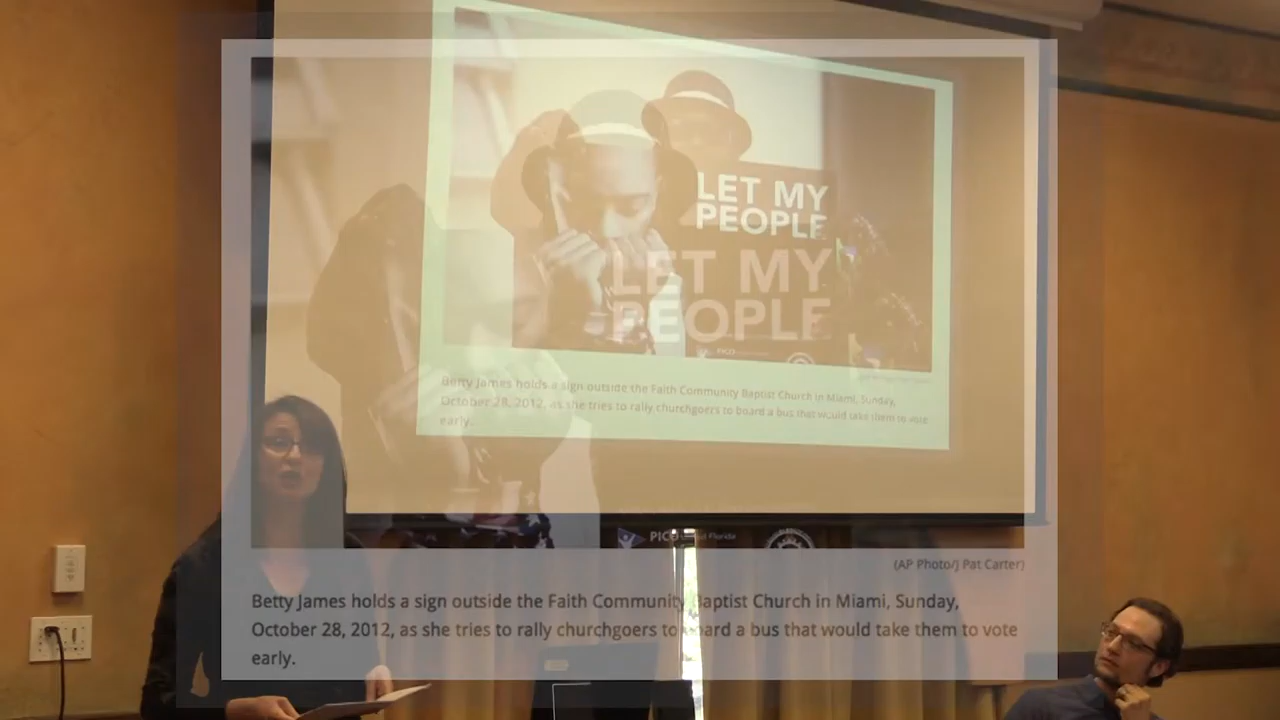 LET MY
PEOPLE
LET MY
PEOPLE
PICO
Betty James holds a sign outside the Faith Community Baptist Church in Miami, Sunday,
October 28, 2012, as she tries to rally churchgoers to board a bus that would take them to vote
early.
PICO Florida
(AP Photo/J Pat Carter)
Betty James holds a sign outside the Faith Community Baptist Church in Miami, Sunday,
October 28, 2012, as she tries to rally churchgoers to board a bus that would take them to vote
early.